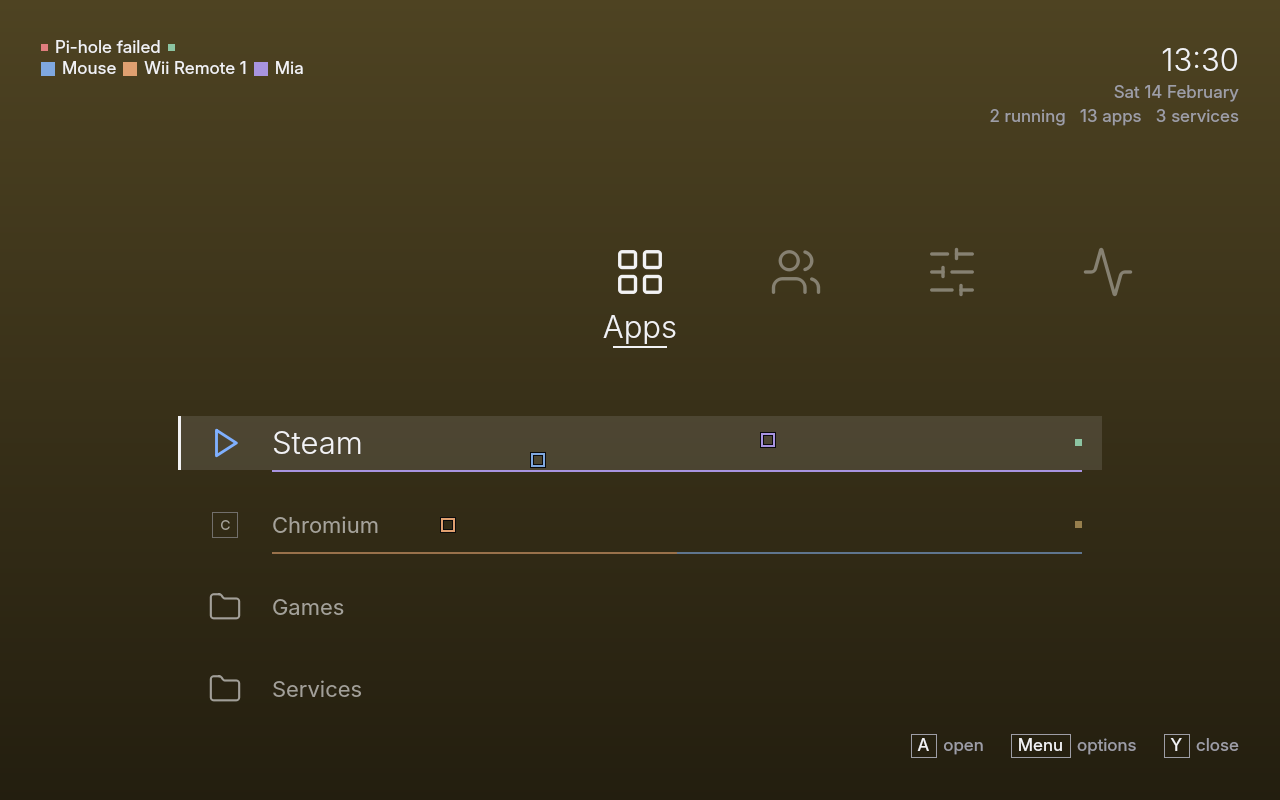 Pi-hole failed
Mouse Wii Remote 1 Mia
13:30
Sat 14 February
2 running 13 apps 3 services
Apps
Steam
C Chromium
Games
Services
A open Menu options Y close